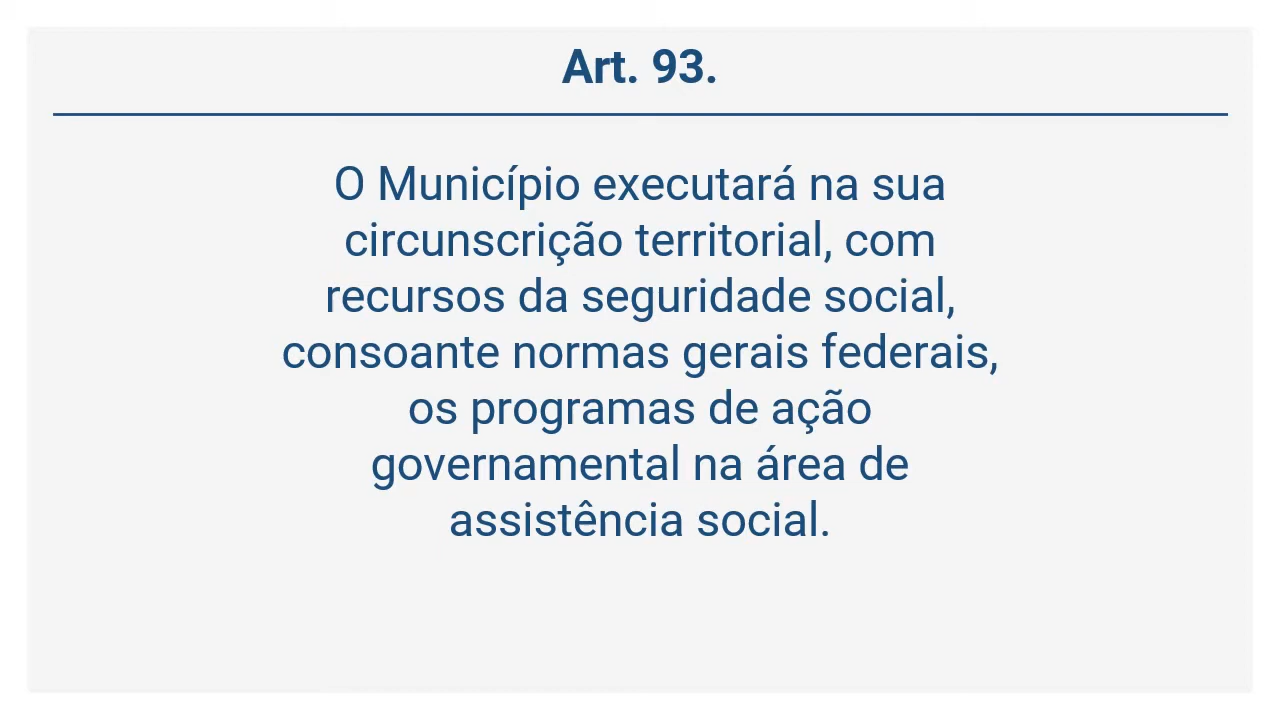 Art. 93.
O Município executará na sua
circunscrição territorial, com
recursos da seguridade social,
consoante normas gerais federais,
os programas de ação
governamental na área de
assistência social.